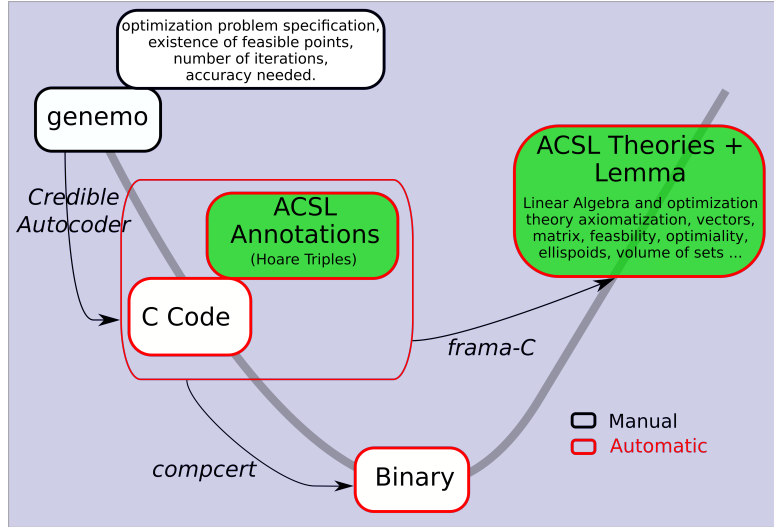 optimization problem specification,
existence of feasible points,
number of iterations,
accuracy needed.
genemo
Credible
Autocoder
ACSL
Annotations
(Hoare Triples)
C Code
ACSL Theories +
Lemma
Linear Algebra and optimization
theory axiomatization, vectors,
matrix, feasbility, optimiality,
ellispoids, volume of sets ...
frama-C
compcert
Binary
Manual
Automatic